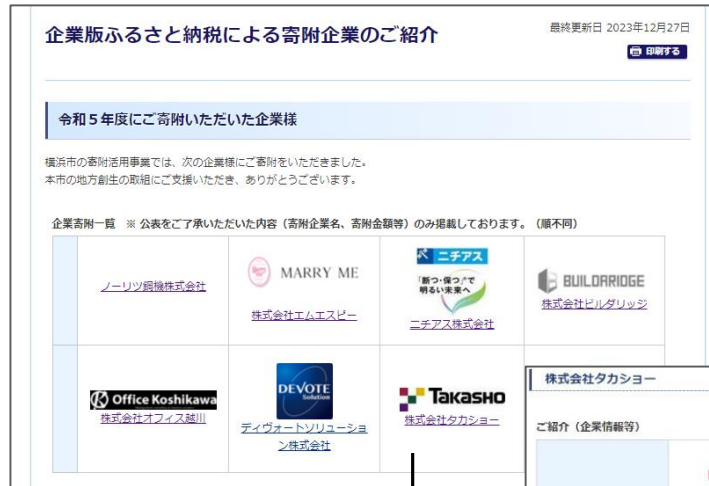 企業版ふるさと納税による寄附企業のご紹介
最終更新日 2023年12月27日
印刷する
令和５年度にご寄附いただいた企業様
横浜市の寄附活用事業では、次の企業様にご寄附をいただきました。
本市の地方創生の取組にご支援いただき、ありがとうございます。
企業寄附一覧 ※ 公表をご了承いただいた内容（寄附企業名、寄附金額等）のみ掲載しております。（順不同）
ノーリツ鋼機株式会社
MARRY ME
株式会社エムエスピー
ニチアス
「断つ・保つ」で
明るい未来へ
ニチアス株式会社
BUILDRRIDGE
株式会社ビルダリッジ
Office Koshikawa
株式会社オフィス越川
DEVOTE
Solution
ディヴォートソリューショ
ン株式会社
TAKASHO
株式会社タカショー
株式会社タカショー
ご紹介（企業情報等）